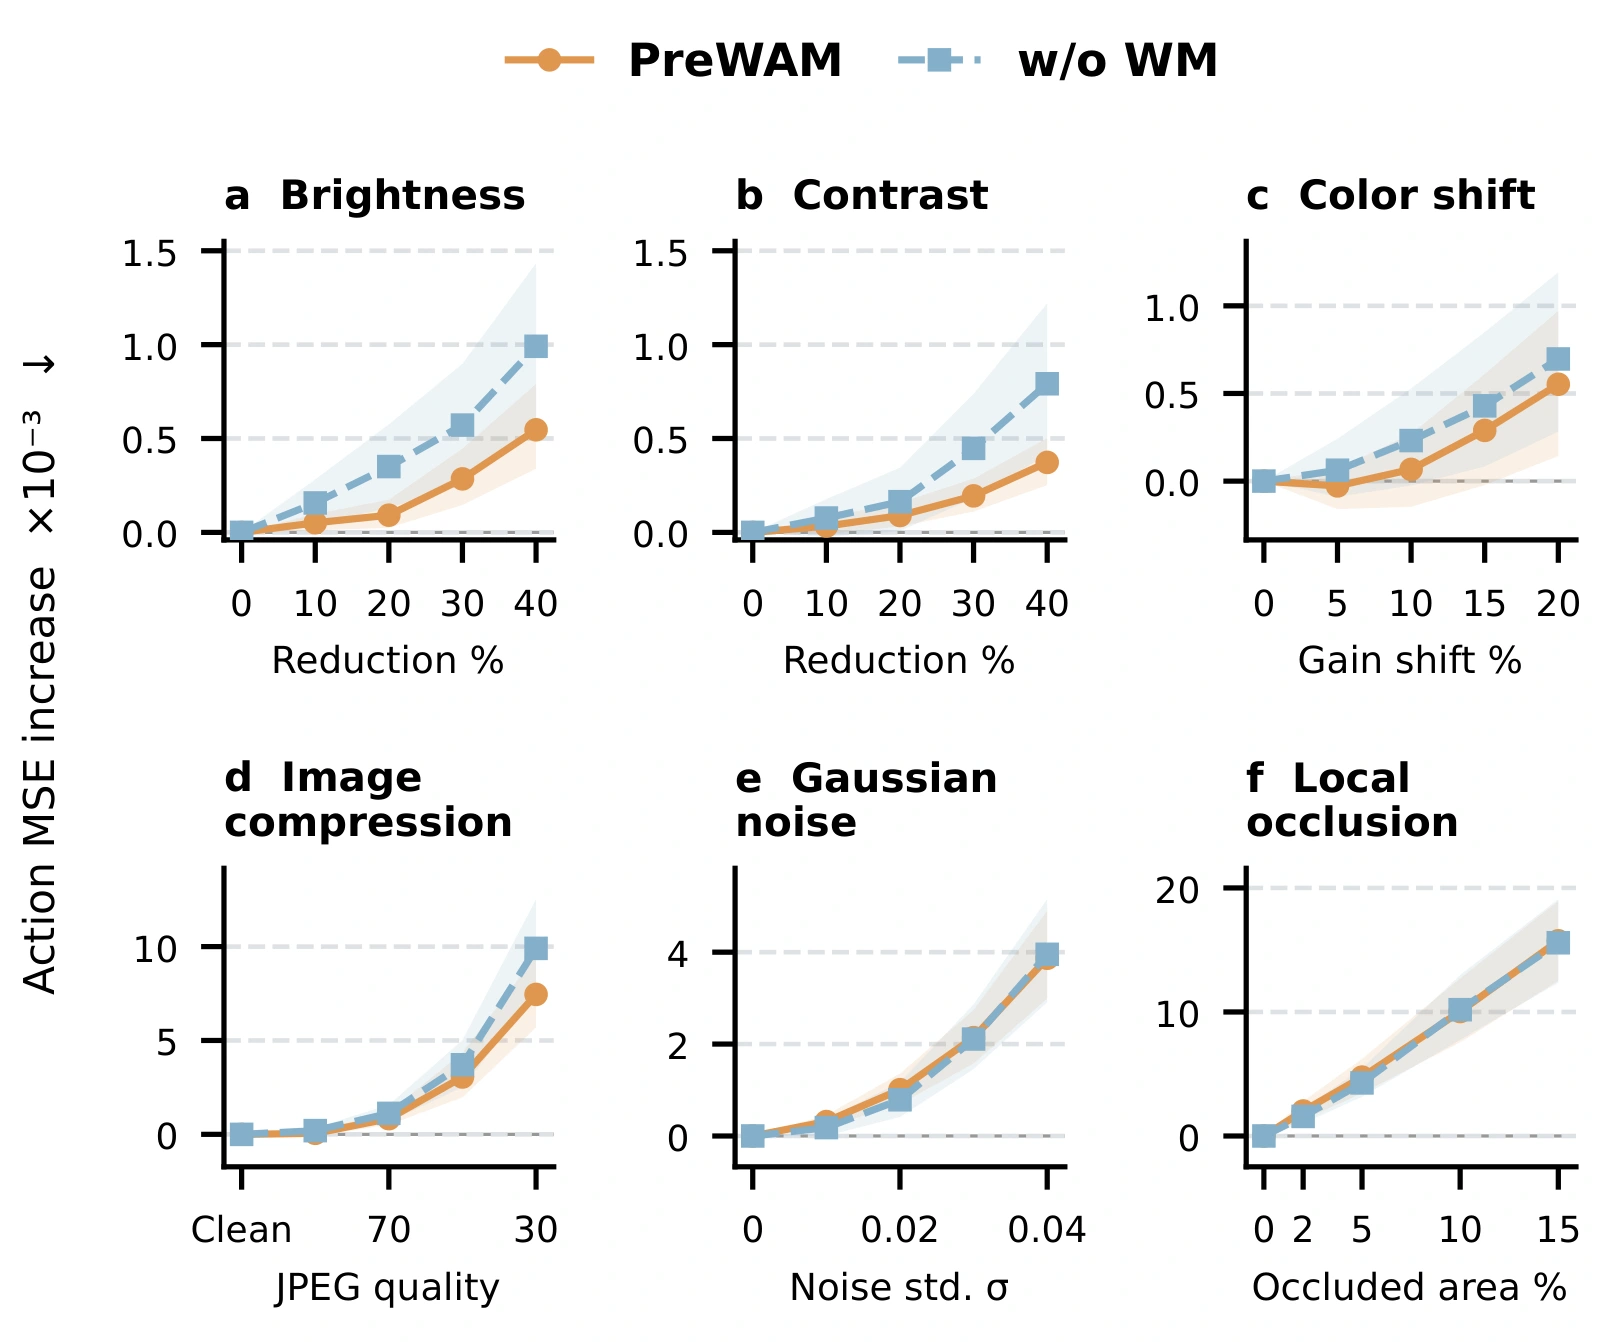 PreWAM w/o WM
Action MSE increase ×10⁻³ ↓
a Brightness
1.5
1.0
0.5
0.0
0 10 20 30 40
Reduction %
b Contrast
1.5
1.0
0.5
0.0
0 10 20 30 40
Reduction %
c Color shift
1.0
0.5
0.0
0 5 10 15 20
Gain shift %
d Image
compression
10
5
0
Clean 70 30
JPEG quality
e Gaussian
noise
4
2
0
0 0.02 0.04
Noise std. σ
f Local
occlusion
20
10
0
0 2 5 10 15
Occluded area %